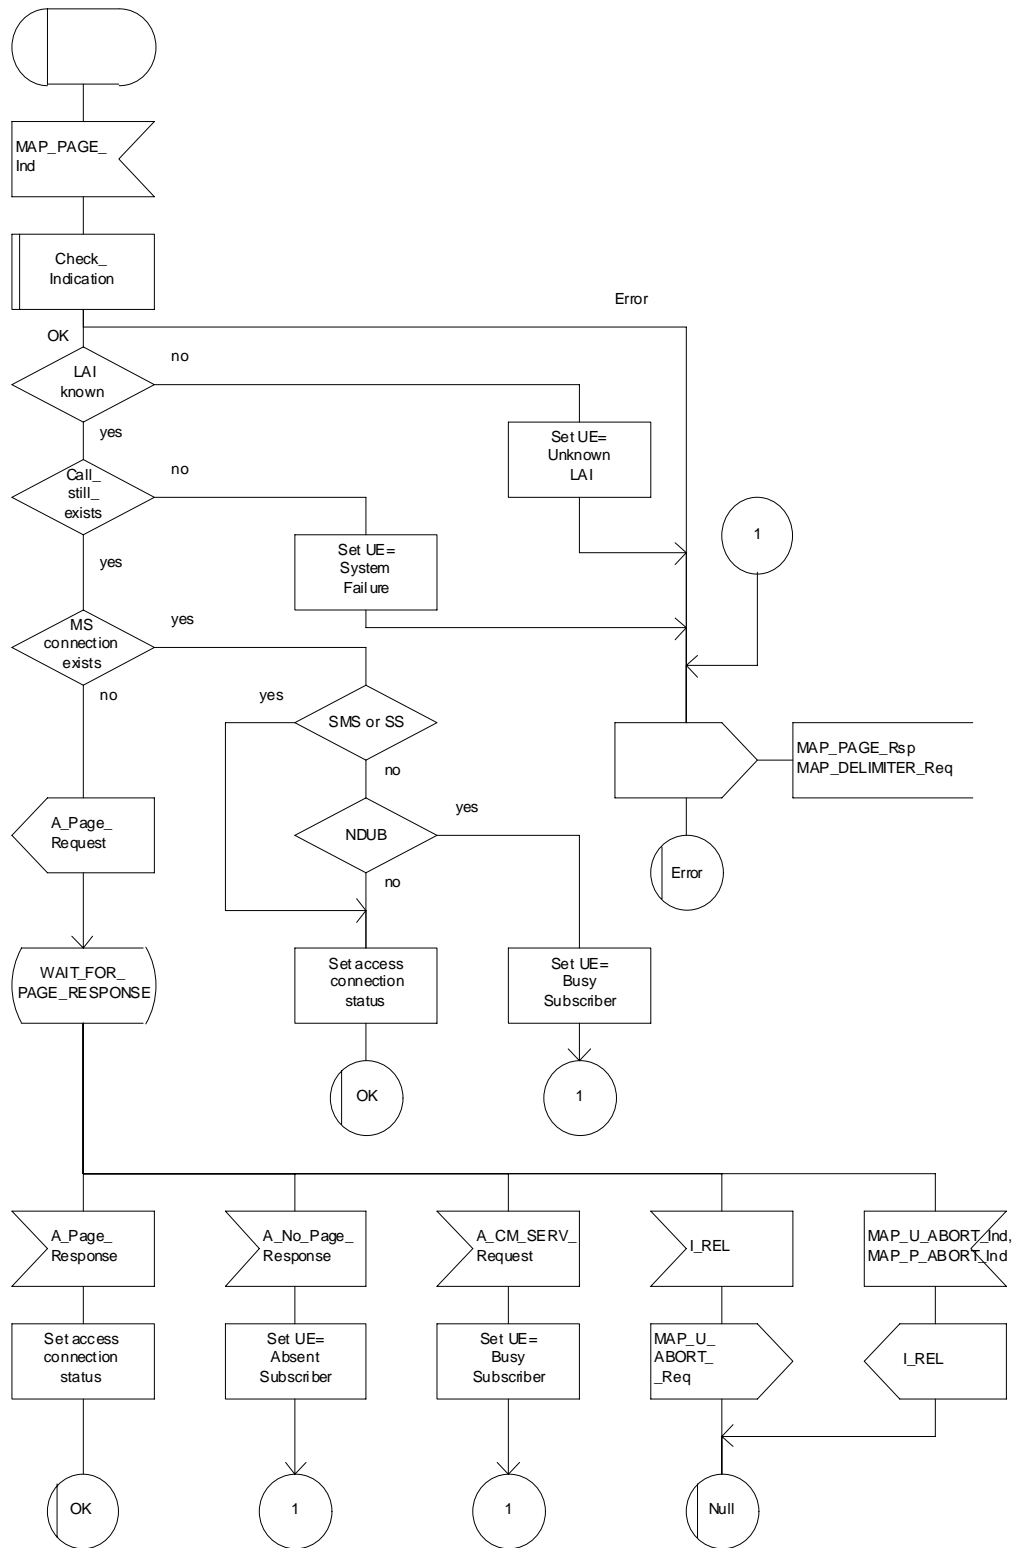 MAP_PAGE_
Ind
Check_
Indication
Error
OK
no
LAI
known
yes
Set UE=
Unknown
LAI
no
Call_
still_
exists
1
Set UE=
System
Failure
yes
yes
MS
connection
exists
no
yes
SMS or SS
MAP_PAGE_Rsp
MAP_DELIMITER_Req
no
A_Page_
Request
yes
NDUB
Error
no
WAIT_FOR_
PAGE_RESPONSE
Set access
connection
status
Set UE=
Busy
Subscriber
OK
1
A_Page_
Response
A_No_Page_
Response
A_CM_SERV_
Request
I_REL
MAP_U_ABORT_Ind,
MAP_P_ABORT_Ind
Set access
connection
status
Set UE=
Absent
Subscriber
Set UE=
Busy
Subscriber
MAP_U_
ABORT_
_Req
I_REL
OK
1
1
Null